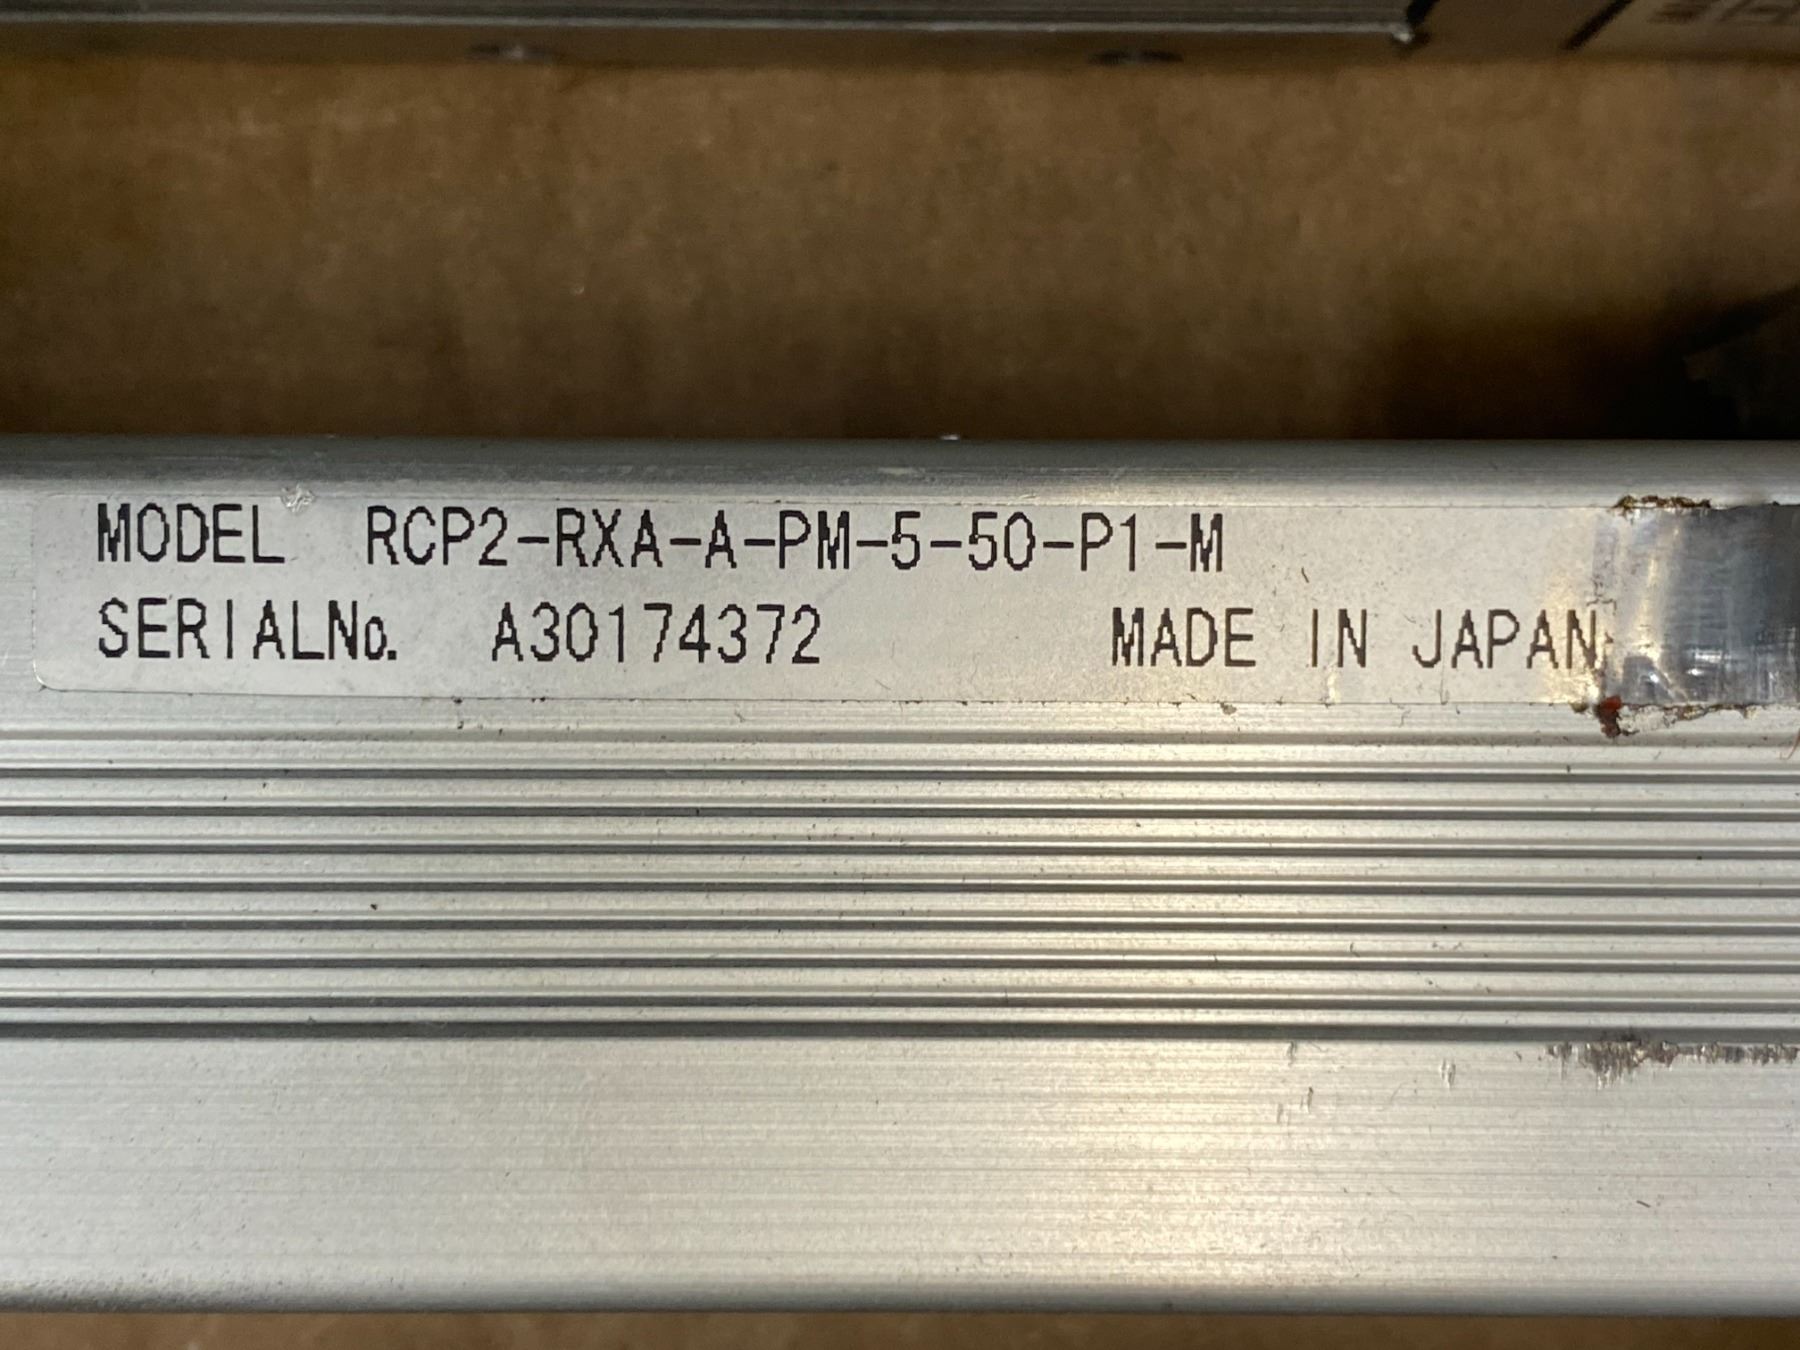 MODEL RCP2-RXA-A-PM-5-50-P1-M
SERIALNo. A30174372 MADE IN JAPAN